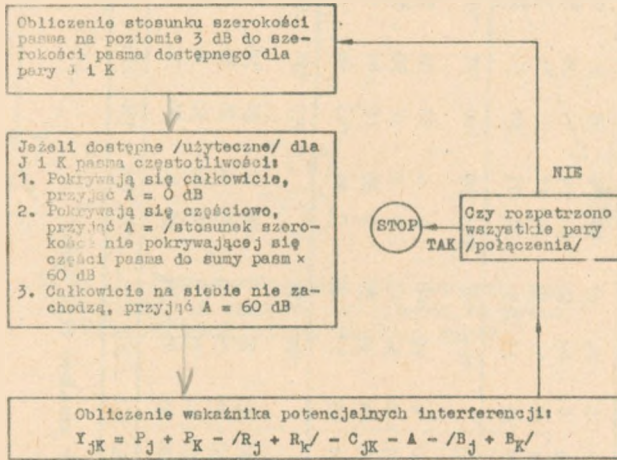 Obliczenie stosunku szerokości
pasma na poziomie 3 dB do sze-
rokości pasma dostępnego dla
pary J i K
Jeżeli dostępne /użyteczne/ dla
J i K pasma częstotliwości:
1. Pokrywają się całkowicie,
przyjąć A = 0 dB
2. Pokrywają się częściowo,
przyjąć A = /stosunek szero-
kości nie pokrywającej się
części pasma do sumy pasm ×
60 dB
3. Całkowicie na siebie nie za-
chodzą, przyjąć A = 60 dB
NIE
Czy rozpatrzono
wszystkie pary
/połączenia/
TAK
STOP
Obliczenie wskaźnika potencjalnych interferencji:
Y_jK = P_j + P_K - /R_j + R_k/ - C_jK - A - /B_j + B_K/